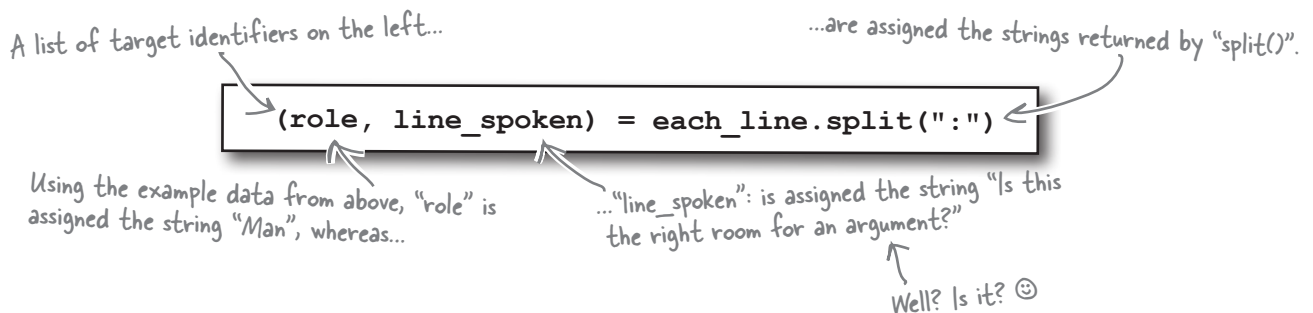 A list of target identifiers on the left...
...are assigned the strings returned by “split()”.
(role, line_spoken) = each_line.split(":")
Using the example data from above, “role” is
assigned the string “Man”, whereas...
...“line_spoken”: is assigned the string “Is this
the right room for an argument?”
Well? Is it? ☺